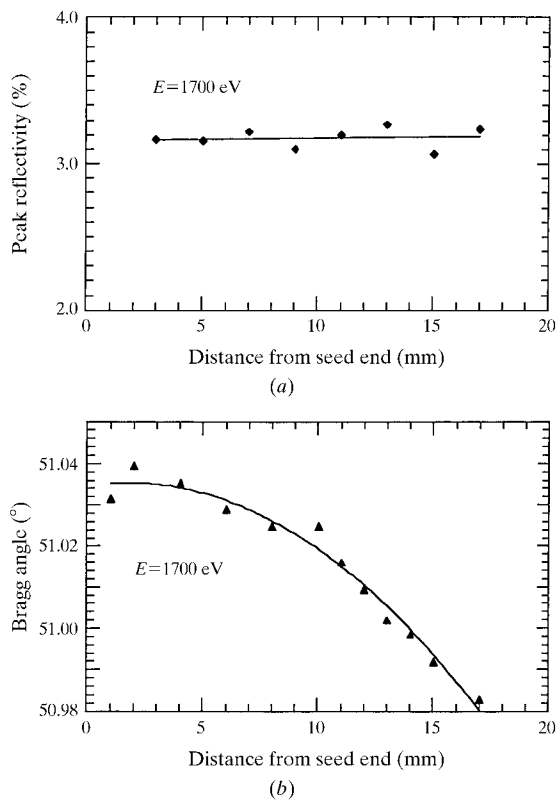 4.0
3.0
2.0
Peak reflectivity (%)
E=1700 eV
0 5 10 15 20
Distance from seed end (mm)
(a)
51.04
51.02
51.00
50.98
Bragg angle (°)
E=1700 eV
0 5 10 15 20
Distance from seed end (mm)
(b)